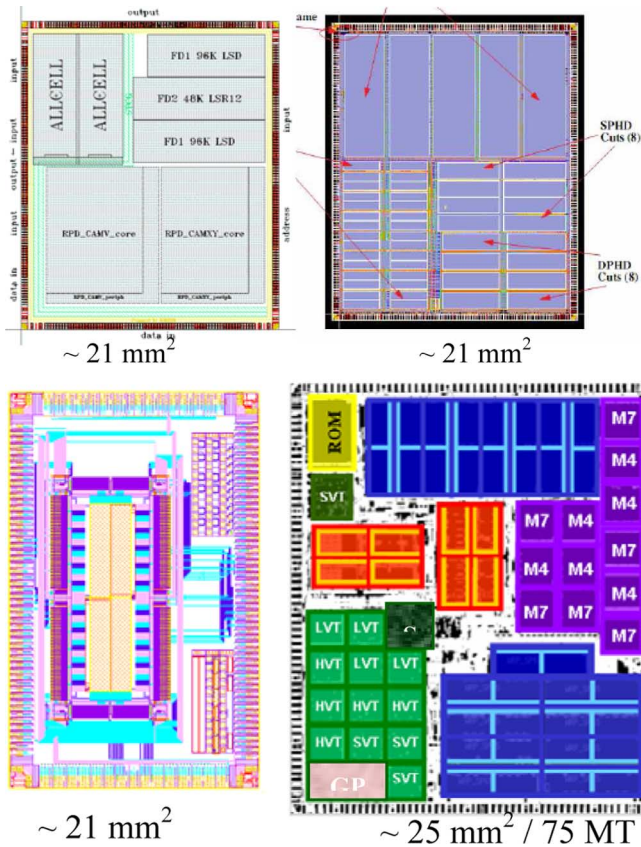 output
input
output ← input
input
data in
ALLCELL
ALLCELL
FD1 96K LSD
FD2 48K LSR12
FD1 96K LSD
RPD_CAMV_core
RPD_CAMXY_core
RPD_CAMV_periph
RPD_CAMXY_periph
input
address
data in
~ 21 mm²
ame
SPHD
Cuts (8)
DPHD
Cuts (8)
~ 21 mm²
~ 21 mm²
ROM
SVT
M7
M4
M4
M7
M4
M7
M7 M4
M4 M4
M7 M7
LVT LVT
HVT LVT LVT
HVT HVT HVT
HVT SVT SVT
SVT
~ 25 mm² / 75 MT